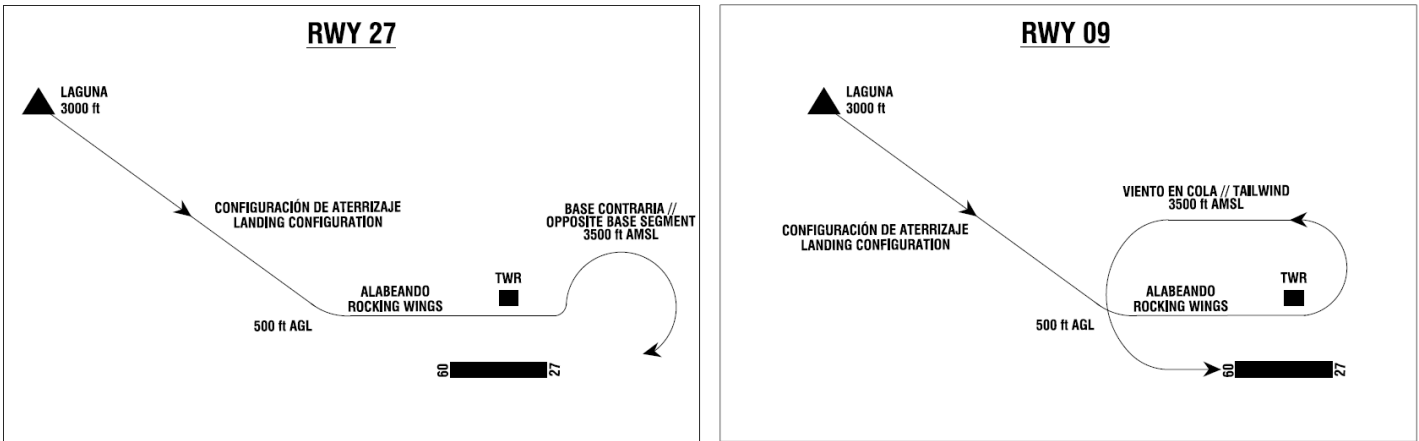 RWY 27
LAGUNA
3000 ft
CONFIGURACIÓN DE ATERRIZAJE
LANDING CONFIGURATION
BASE CONTRARIA //
OPPOSITE BASE SEGMENT
3500 ft AMSL
TWR
ALABEANDO
ROCKING WINGS
500 ft AGL
09
27
RWY 09
LAGUNA
3000 ft
VIENTO EN COLA // TAILWIND
3500 ft AMSL
CONFIGURACIÓN DE ATERRIZAJE
LANDING CONFIGURATION
TWR
ALABEANDO
ROCKING WINGS
500 ft AGL
09
27